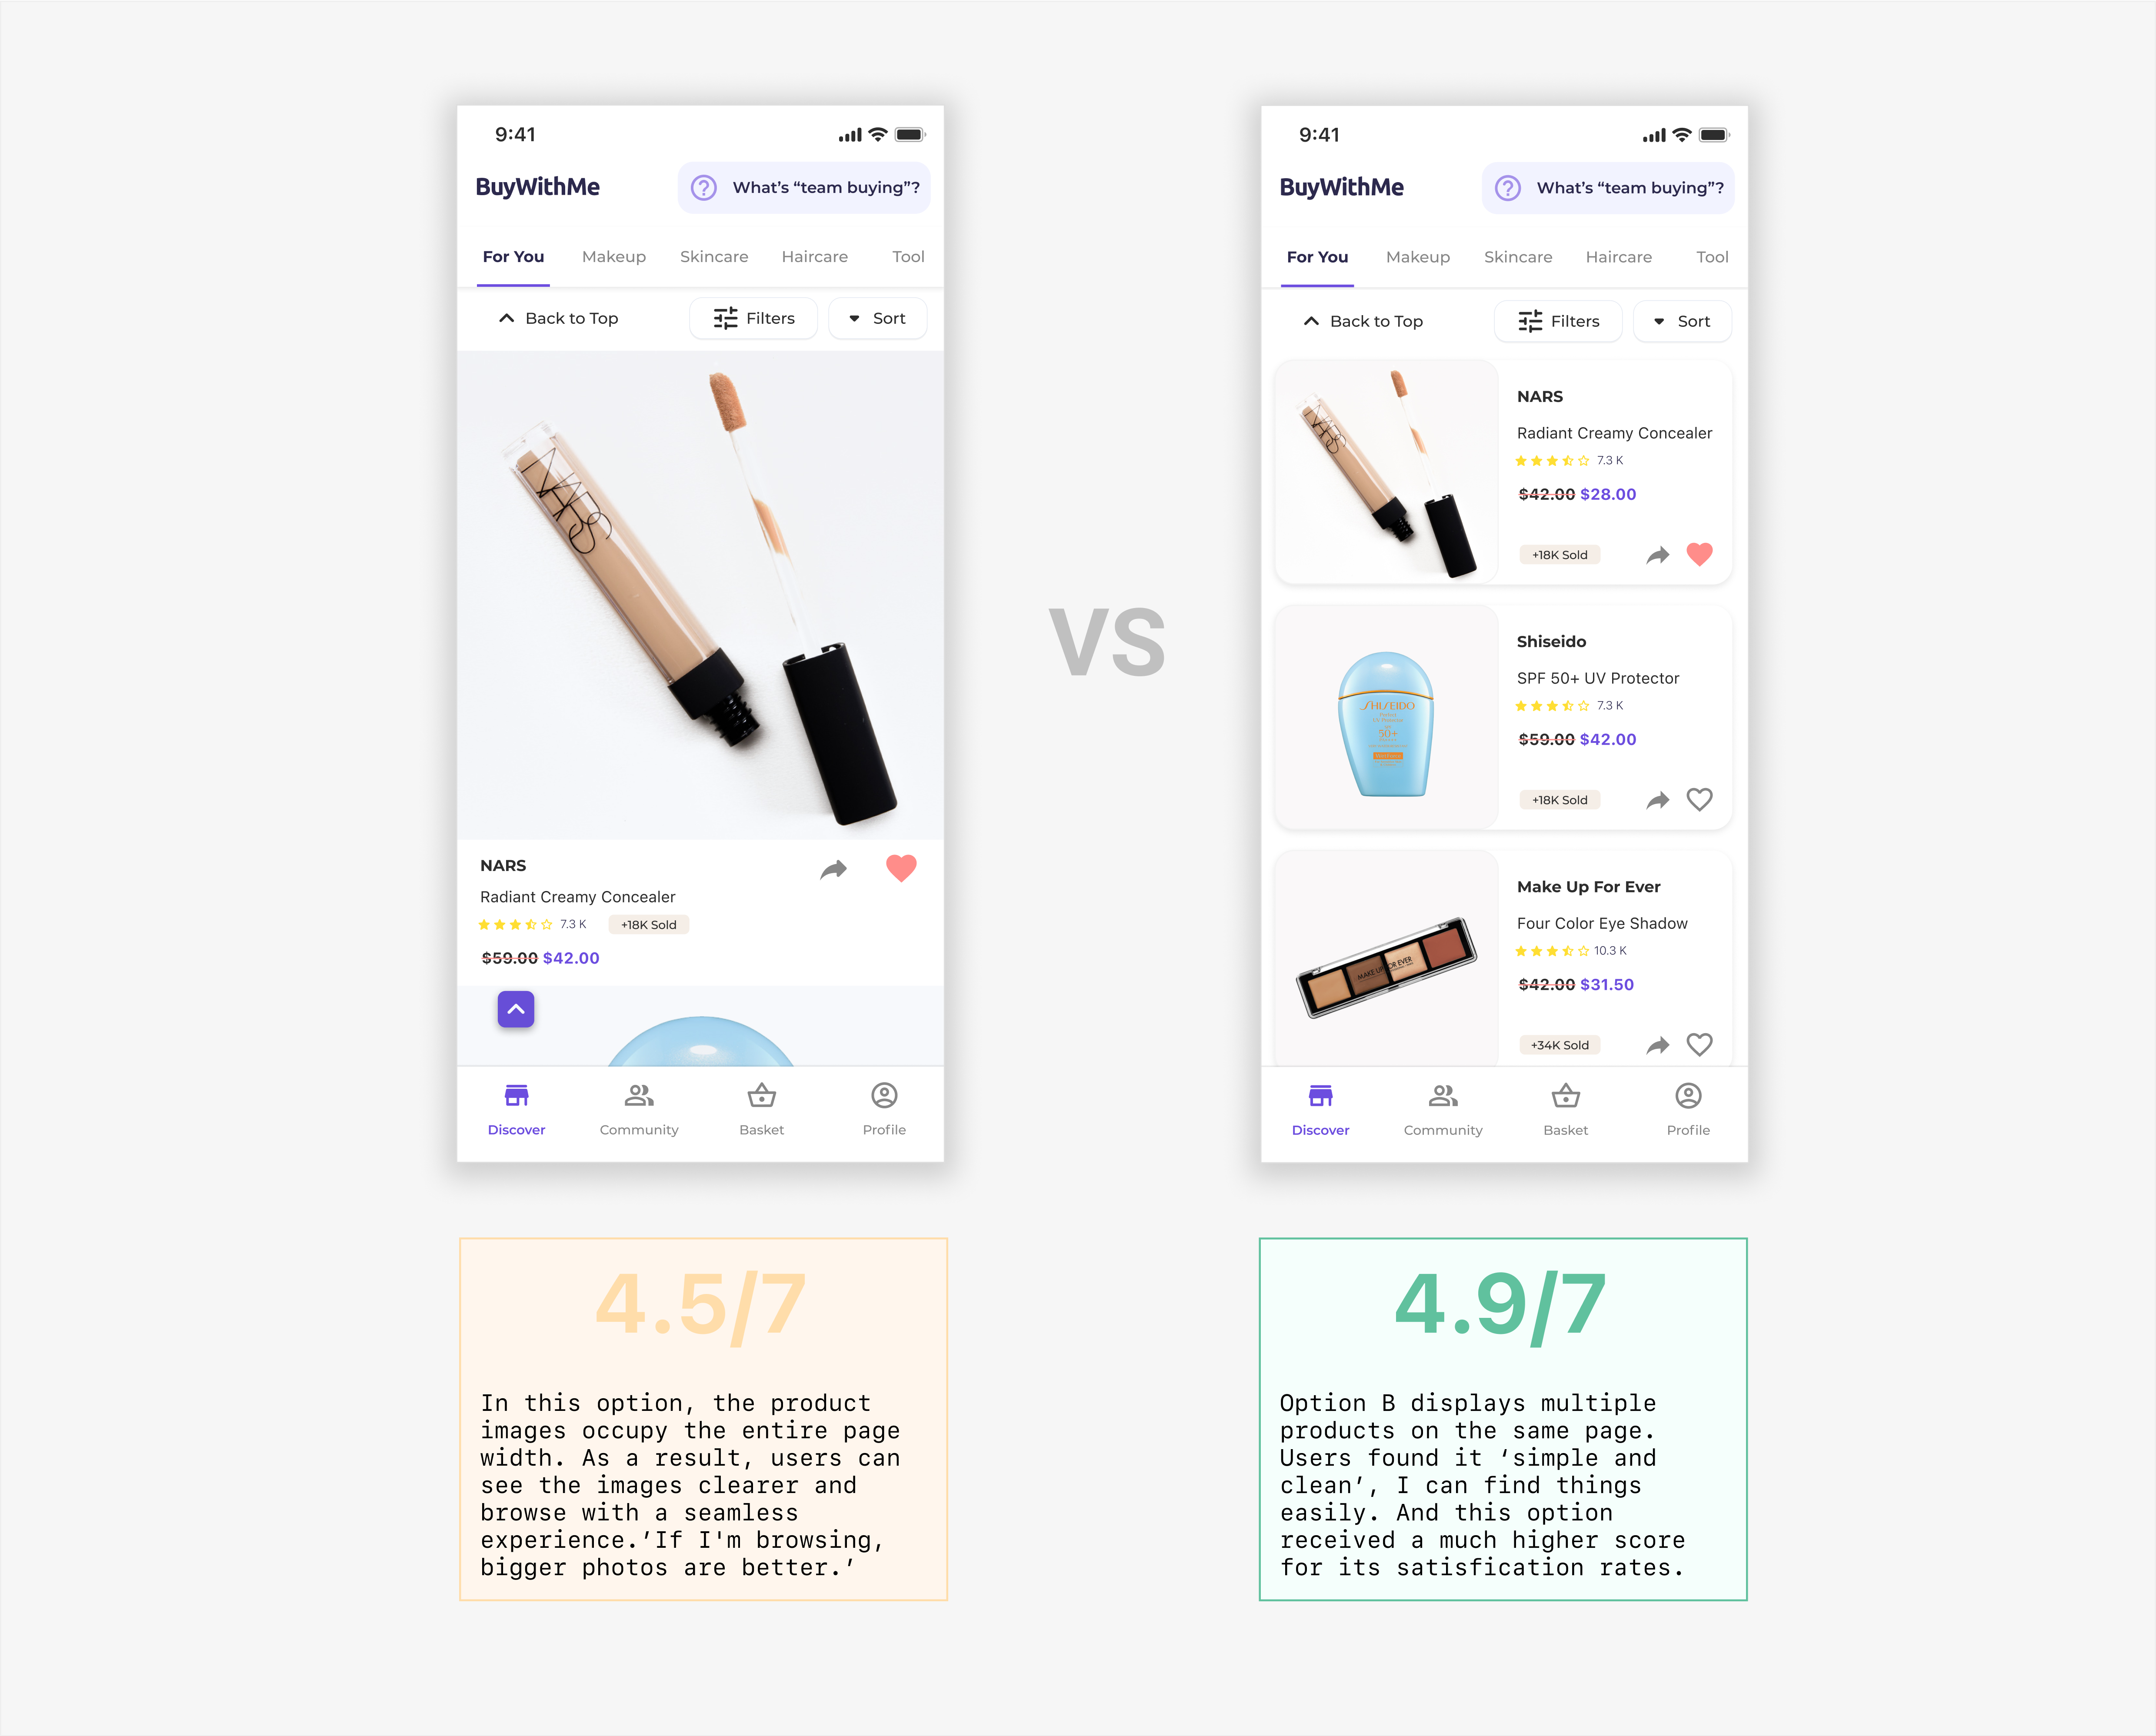 9:41
BuyWithMe
What's “team buying”?
For You
Makeup
Skincare
Haircare
Tool
Back to Top
Filters
Sort
NARS
NARS
Radiant Creamy Concealer
7.3 K
+18K Sold
$59.00 $42.00
Discover
Community
Basket
Profile
VS
9:41
BuyWithMe
What's “team buying”?
For You
Makeup
Skincare
Haircare
Tool
Back to Top
Filters
Sort
NARS
NARS
Radiant Creamy Concealer
7.3 K
$42.00 $28.00
+18K Sold
SHISEIDO
50+
Shiseido
SPF 50+ UV Protector
7.3 K
$59.00 $42.00
+18K Sold
MAKE UP FOR EVER
Make Up For Ever
Four Color Eye Shadow
10.3 K
$42.00 $31.50
+34K Sold
Discover
Community
Basket
Profile
4.5/7
In this option, the product
images occupy the entire page
width. As a result, users can
see the images clearer and
browse with a seamless
experience.’If I'm browsing,
bigger photos are better.’
4.9/7
Option B displays multiple
products on the same page.
Users found it ‘simple and
clean’, I can find things
easily. And this option
received a much higher score
for its satisfication rates.